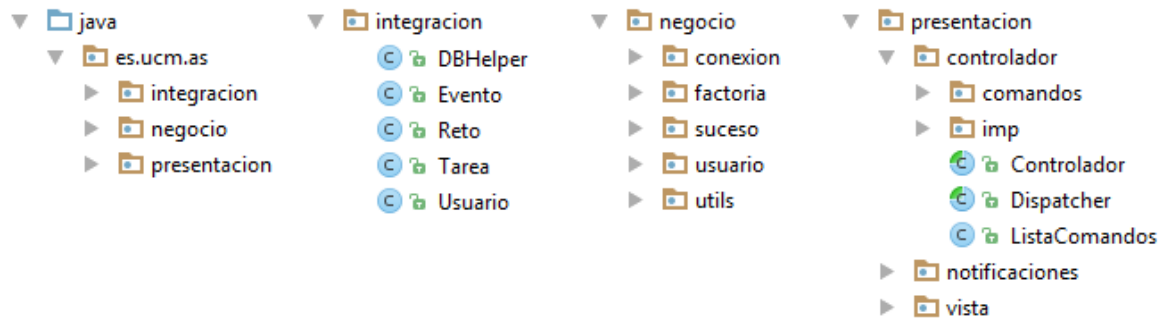 java
es.ucm.as
integracion
negocio
presentacion
integracion
C DBHelper
C Evento
C Reto
C Tarea
C Usuario
negocio
conexion
factoria
suceso
usuario
utils
presentacion
controlador
comandos
imp
C Controlador
C Dispatcher
C ListaComandos
notificaciones
vista